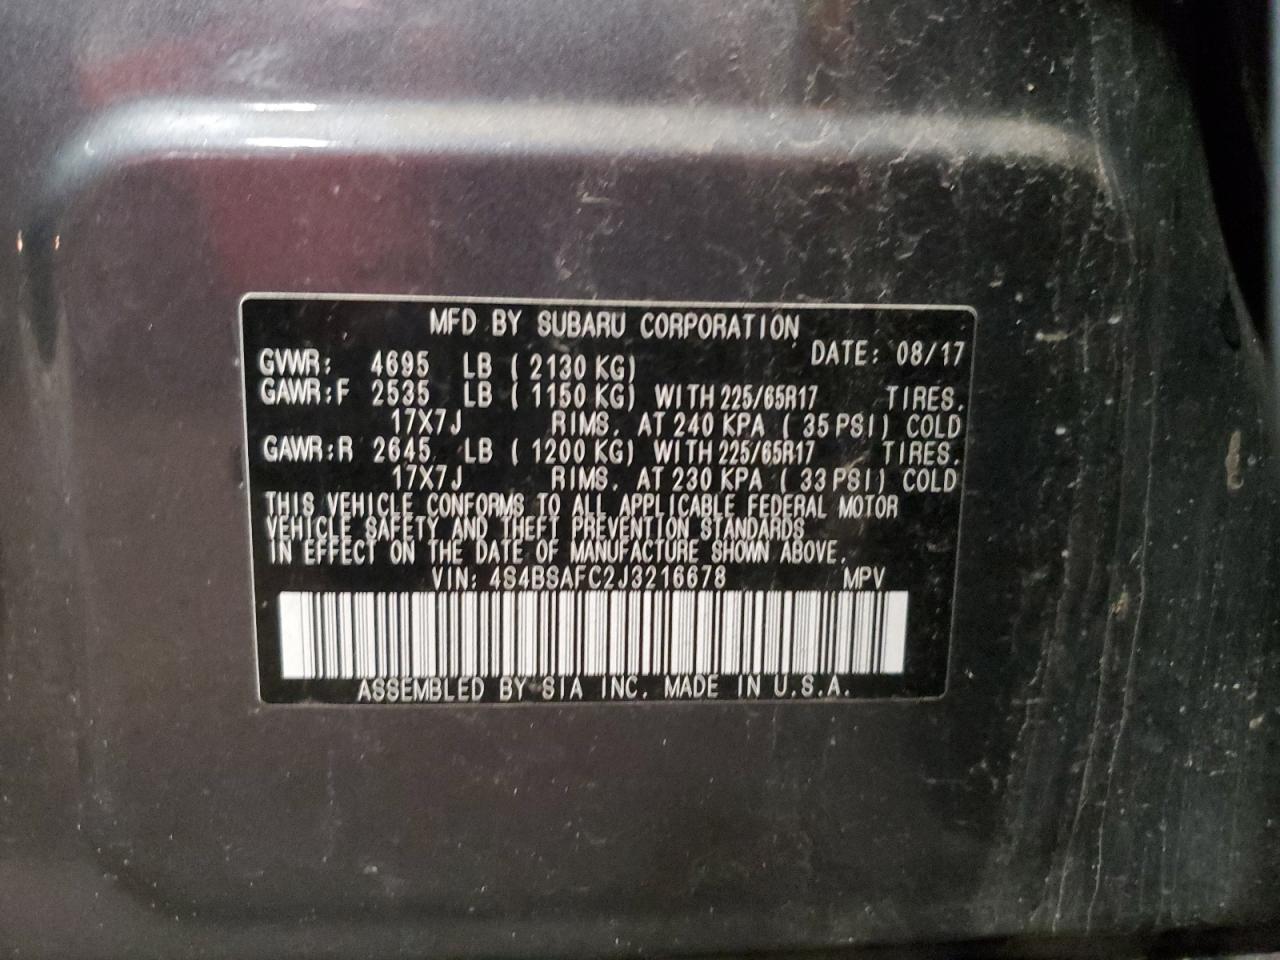 MFD BY SUBARU CORPORATION
DATE: 08/17
GVWR: 4695 LB ( 2130 KG)
GAWR:F 2535 LB ( 1150 KG) WITH 225/65R17 TIRES.
17X7J RIMS. AT 240 KPA ( 35 PSI) COLD
GAWR:R 2645 LB ( 1200 KG) WITH 225/65R17 TIRES.
17X7J RIMS. AT 230 KPA ( 33 PSI) COLD
THIS VEHICLE CONFORMS TO ALL APPLICABLE FEDERAL MOTOR
VEHICLE SAFETY AND THEFT PREVENTION STANDARDS
IN EFFECT ON THE DATE OF MANUFACTURE SHOWN ABOVE.
VIN: 4S4BSAFC2J3216678 MPV
ASSEMBLED BY SIA INC. MADE IN U.S.A.